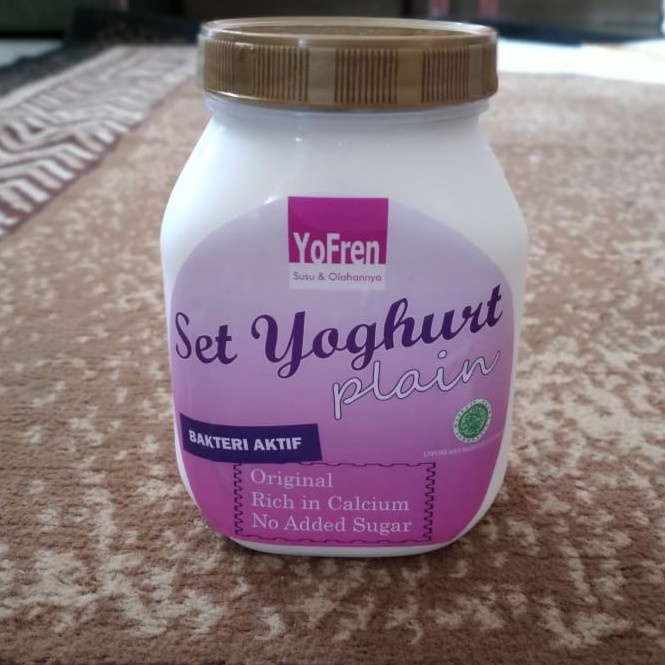 YoFren
Susu & Olahannya
Set Yoghurt
plain
BAKTERI AKTIF
Original
Rich in Calcium
No Added Sugar